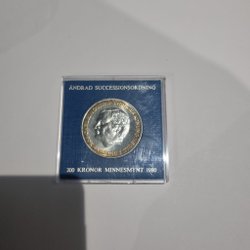 ÄNDRAD SUCCESSIONSORDNING
200 KRONOR MINNESMYNT 1980